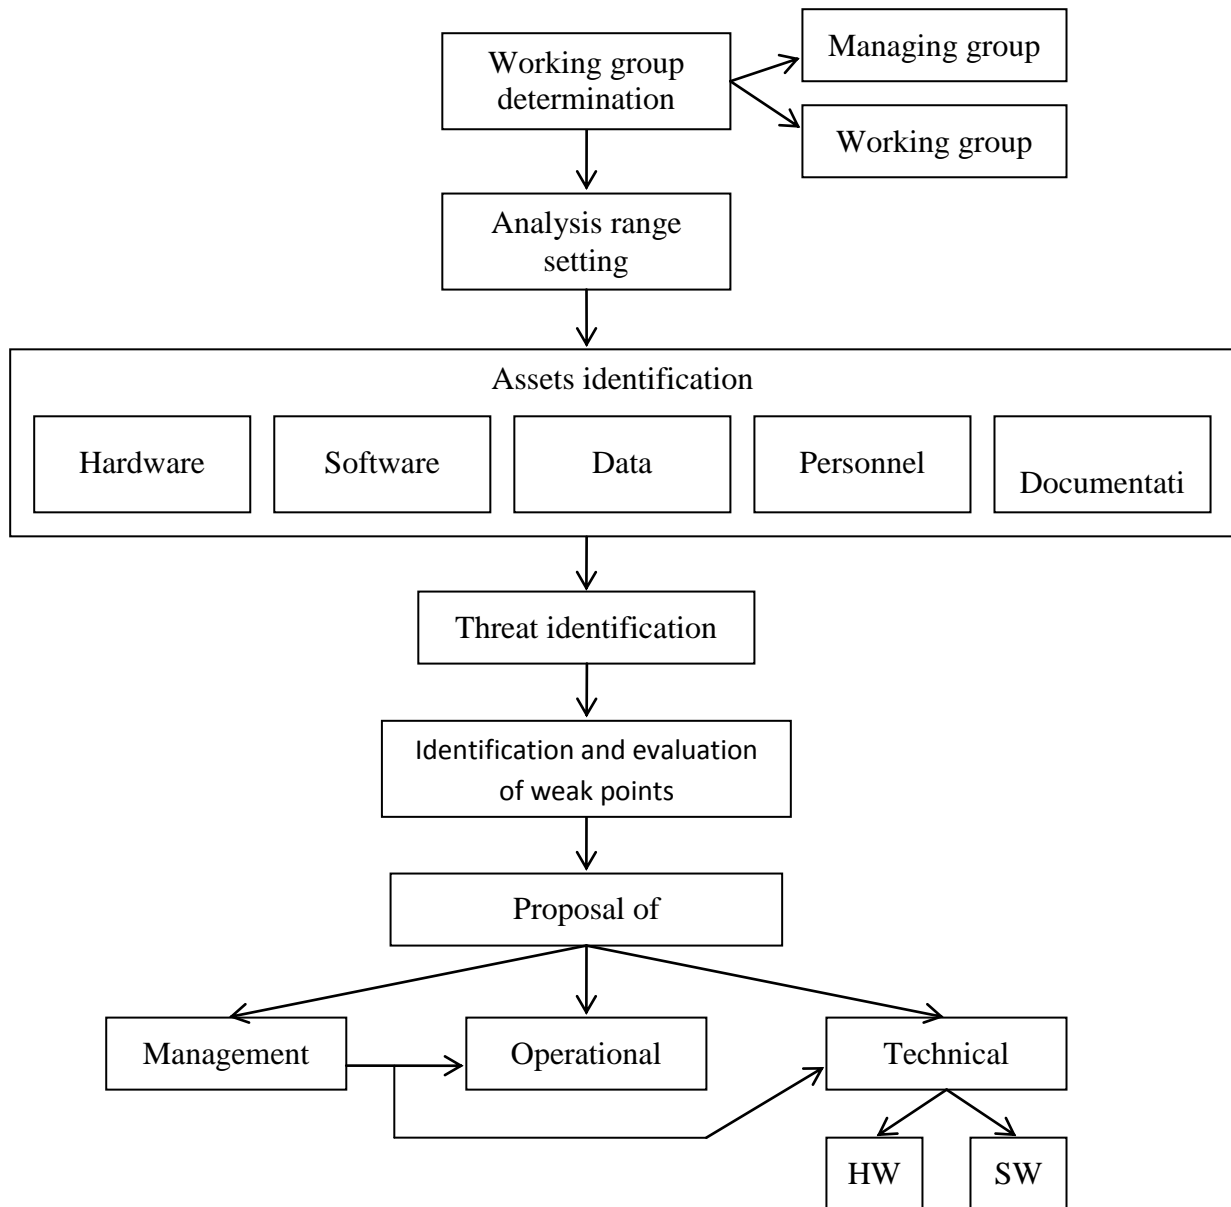 Working group
determination
Managing group
Working group
Analysis range
setting
Assets identification
Hardware
Software
Data
Personnel
Documentati
Threat identification
Identification and evaluation
of weak points
Proposal of
Management
Operational
Technical
HW
SW